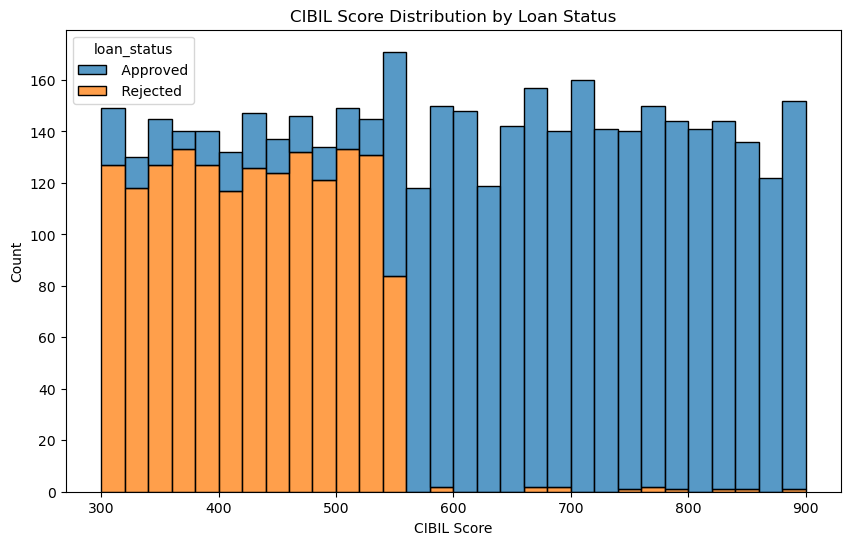 CIBIL Score Distribution by Loan Status
loan_status
Approved
Rejected
160
140
120
100
80
60
40
20
0
Count
300 400 500 600 700 800 900
CIBIL Score